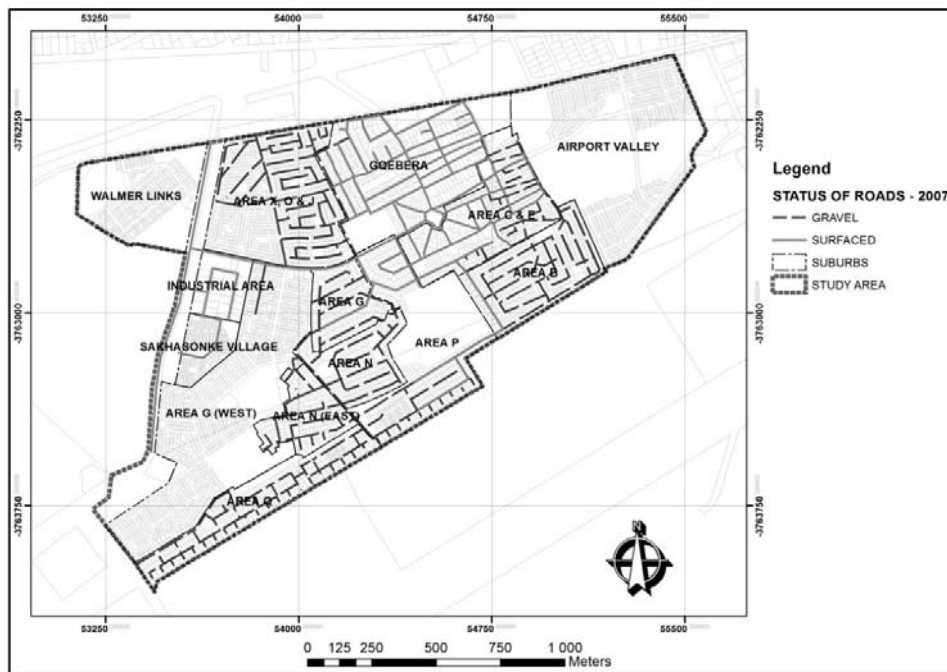 53250 54000 54750 55500
-3762250 -3762250
GQEBERA
AIRPORT VALLEY
WALMER LINKS
AREA X, O & J
AREA C & E
AREA B
INDUSTRIAL AREA
AREA G
-3763000 -3763000
SAKHASONKE VILLAGE
AREA P
AREA N
AREA G (WEST)
AREA N (EAST)
AREA Q
-3763750 -3763750
N
53250 54000 54750 55500
0 125 250 500 750 1 000
Meters
Legend
STATUS OF ROADS - 2007
GRAVEL
SURFACED
SUBURBS
STUDY AREA